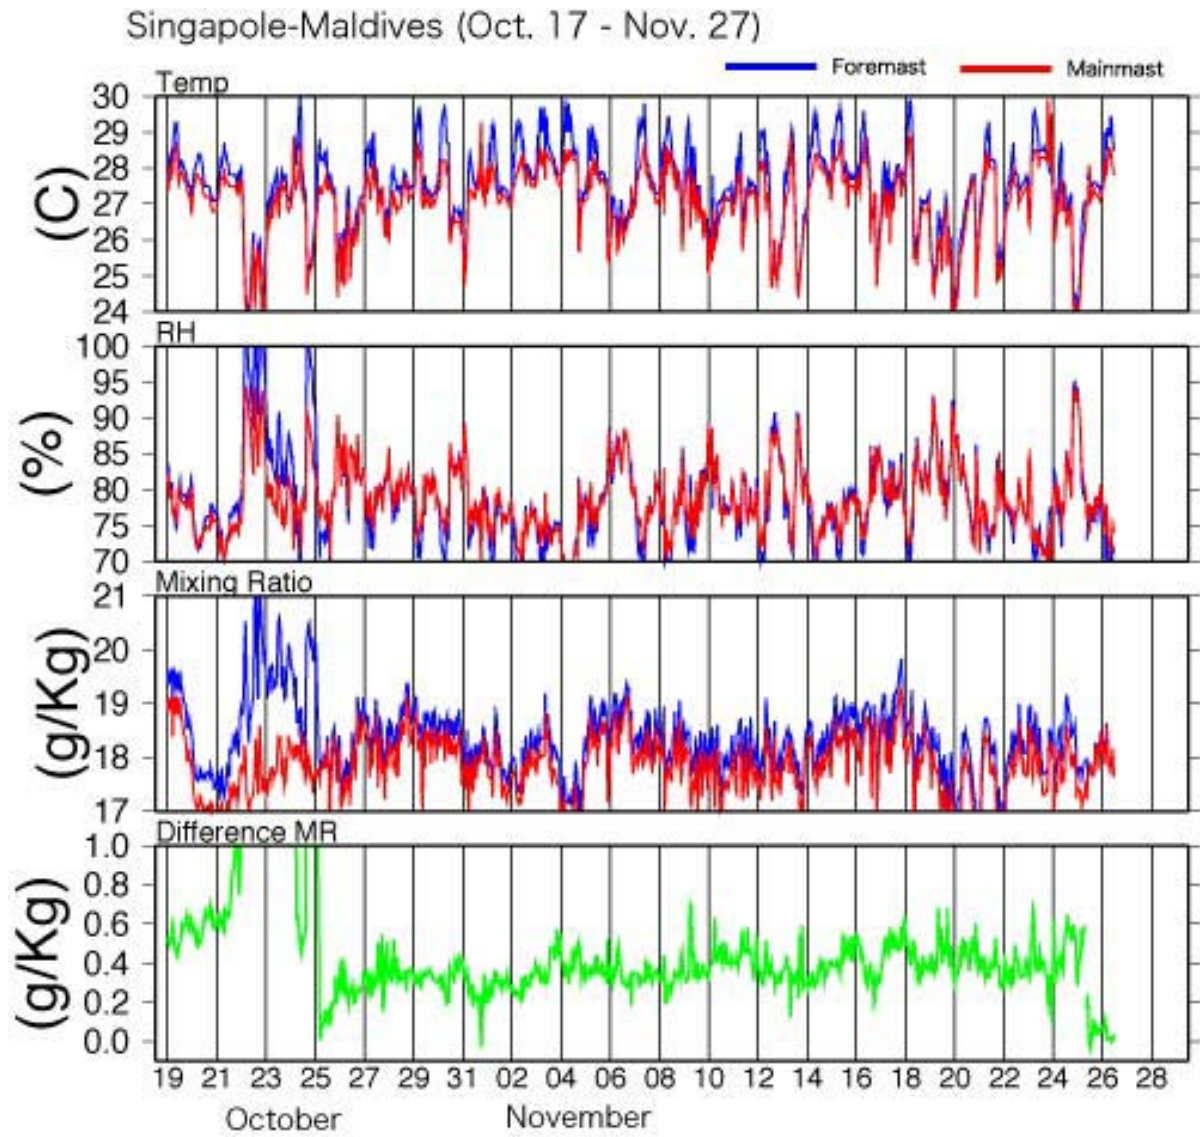 Singapole-Maldives (Oct. 17 - Nov. 27)
Foremast Mainmast
Temp
30
29
28
27
26
25
24
(C)
RH
100
95
90
85
80
75
70
(%)
Mixing Ratio
21
20
19
18
17
(g/Kg)
Difference MR
1.0
0.8
0.6
0.4
0.2
0.0
(g/Kg)
19 21 23 25 27 29 31 02 04 06 08 10 12 14 16 18 20 22 24 26 28
October November